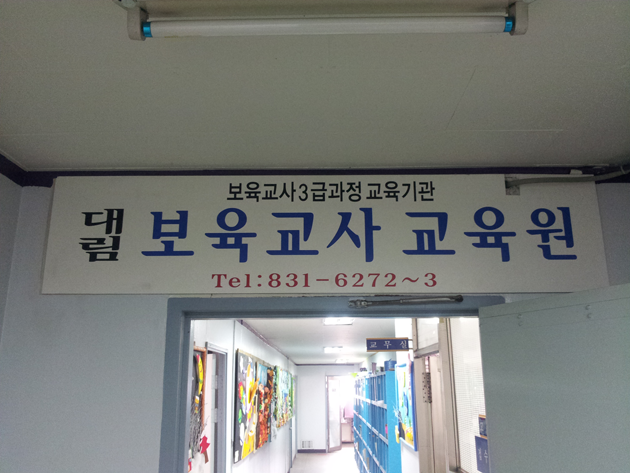 보육교사3급과정 교육기관
대림 보육교사 교육원
Tel:831-6272~3
교무실